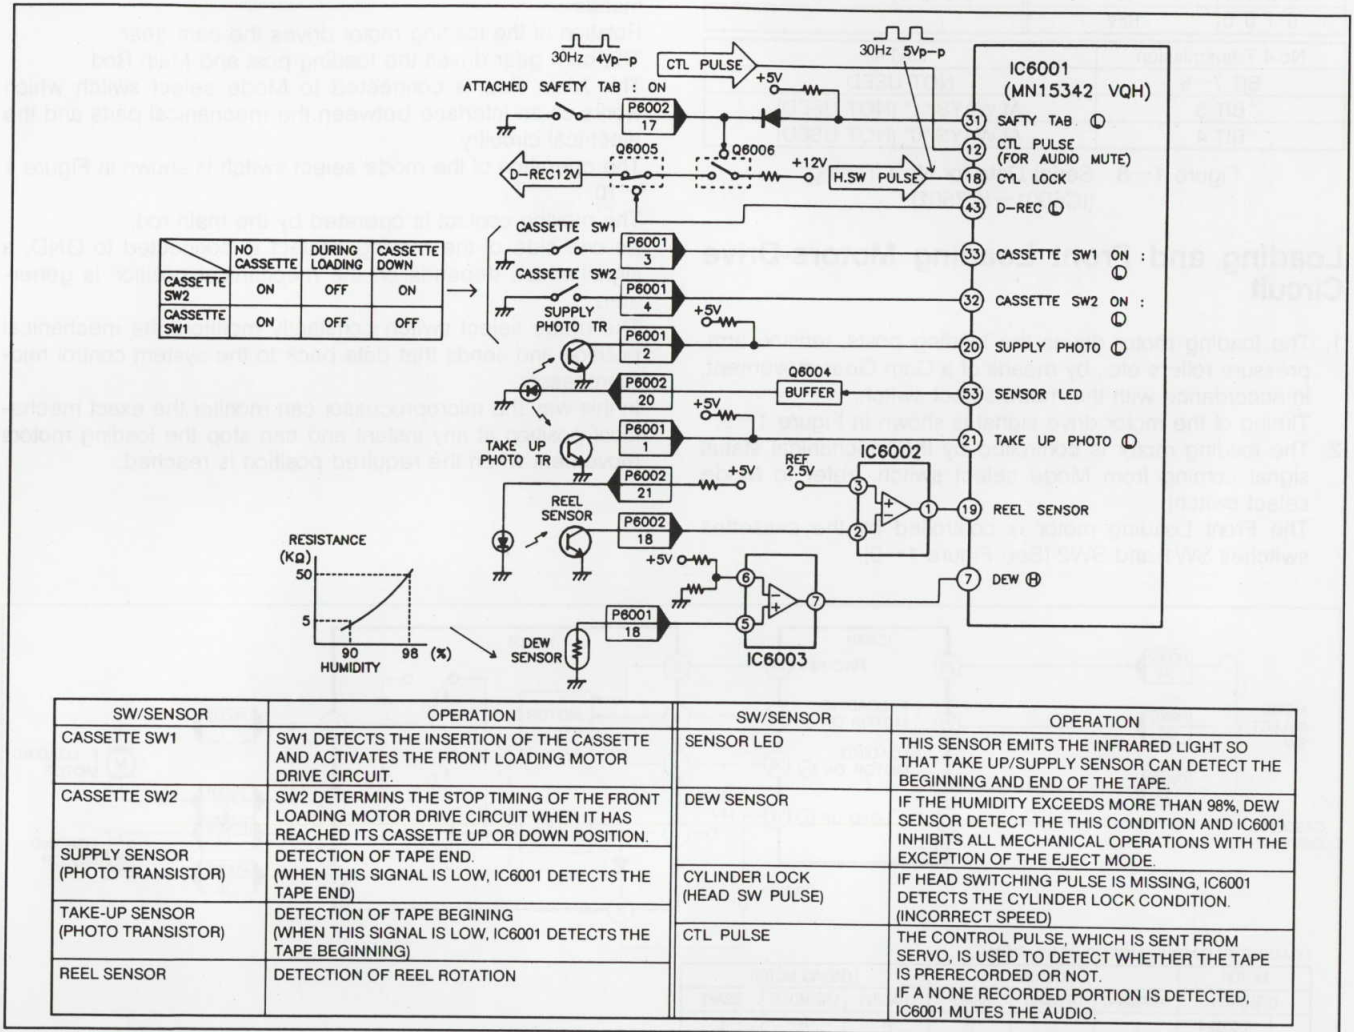 30Hz 4Vp-p
CTL PULSE
30Hz 5Vp-p
+5V
IC6001
(MN15342 VQH)
ATTACHED SAFETY TAB : ON
P6002
17
31 SAFTY TAB Ⓛ
12 CTL PULSE
(FOR AUDIO MUTE)
Q6005
Q6006
D-REC12V
+12V
H.SW PULSE
18 CYL LOCK
43 D-REC Ⓛ
CASSETTE SW1
P6001
3
33 CASSETTE SW1 ON :
Ⓛ
NO CASSETTE
DURING LOADING
CASSETTE DOWN
CASSETTE SW2 ON OFF ON
CASSETTE SW1 ON OFF OFF
CASSETTE SW2
P6001
4
32 CASSETTE SW2 ON :
Ⓛ
SUPPLY
PHOTO TR
+5V
P6001
2
20 SUPPLY PHOTO Ⓛ
P6002
20
Q6004
BUFFER
53 SENSOR LED
+5V
P6001
1
21 TAKE UP PHOTO Ⓛ
T-UP
PHOTO TR
P6002
21
+5V
REF.
2.5V
IC6002
3
2
1
19 REEL SENSOR
REEL
SENSOR
P6002
18
RESISTANCE
(KΩ)
50
5
90 98 (%)
HUMIDITY
+5V
6
5
7
7 DEW Ⓗ
P6001
18
DEW
SENSOR
IC6003
SW/SENSOR OPERATION
CASSETTE SW1 SW1 DETECTS THE INSERTION OF THE CASSETTE
AND ACTIVATES THE FRONT LOADING MOTOR
DRIVE CIRCUIT.
CASSETTE SW2 SW2 DETERMINS THE STOP TIMING OF THE FRONT
LOADING MOTOR DRIVE CIRCUIT WHEN IT HAS
REACHED ITS CASSETTE UP OR DOWN POSITION.
SUPPLY SENSOR DETECTION OF TAPE END.
(PHOTO TRANSISTOR) (WHEN THIS SIGNAL IS LOW, IC6001 DETECTS THE
TAPE END)
TAKE-UP SENSOR DETECTION OF TAPE BEGINING
(PHOTO TRANSISTOR) (WHEN THIS SIGNAL IS LOW, IC6001 DETECTS THE
TAPE BEGINNING)
REEL SENSOR DETECTION OF REEL ROTATION
SW/SENSOR OPERATION
SENSOR LED THIS SENSOR EMITS THE INFRARED LIGHT SO
THAT TAKE UP/SUPPLY SENSOR CAN DETECT THE
BEGINNING AND END OF THE TAPE.
DEW SENSOR IF THE HUMIDITY EXCEEDS MORE THAN 98%, DEW
SENSOR DETECT THE THIS CONDITION AND IC6001
INHIBITS ALL MECHANICAL OPERATIONS WITH THE
EXCEPTION OF THE EJECT MODE.
CYLINDER LOCK IF HEAD SWITCHING PULSE IS MISSING, IC6001
(HEAD SW PULSE) DETECTS THE CYLINDER LOCK CONDITION.
(INCORRECT SPEED)
CTL PULSE THE CONTROL PULSE, WHICH IS SENT FROM
SERVO, IS USED TO DETECT WHETHER THE TAPE
IS PRERECORDED OR NOT.
IF A NONE RECORDED PORTION IS DETECTED,
IC6001 MUTES THE AUDIO.